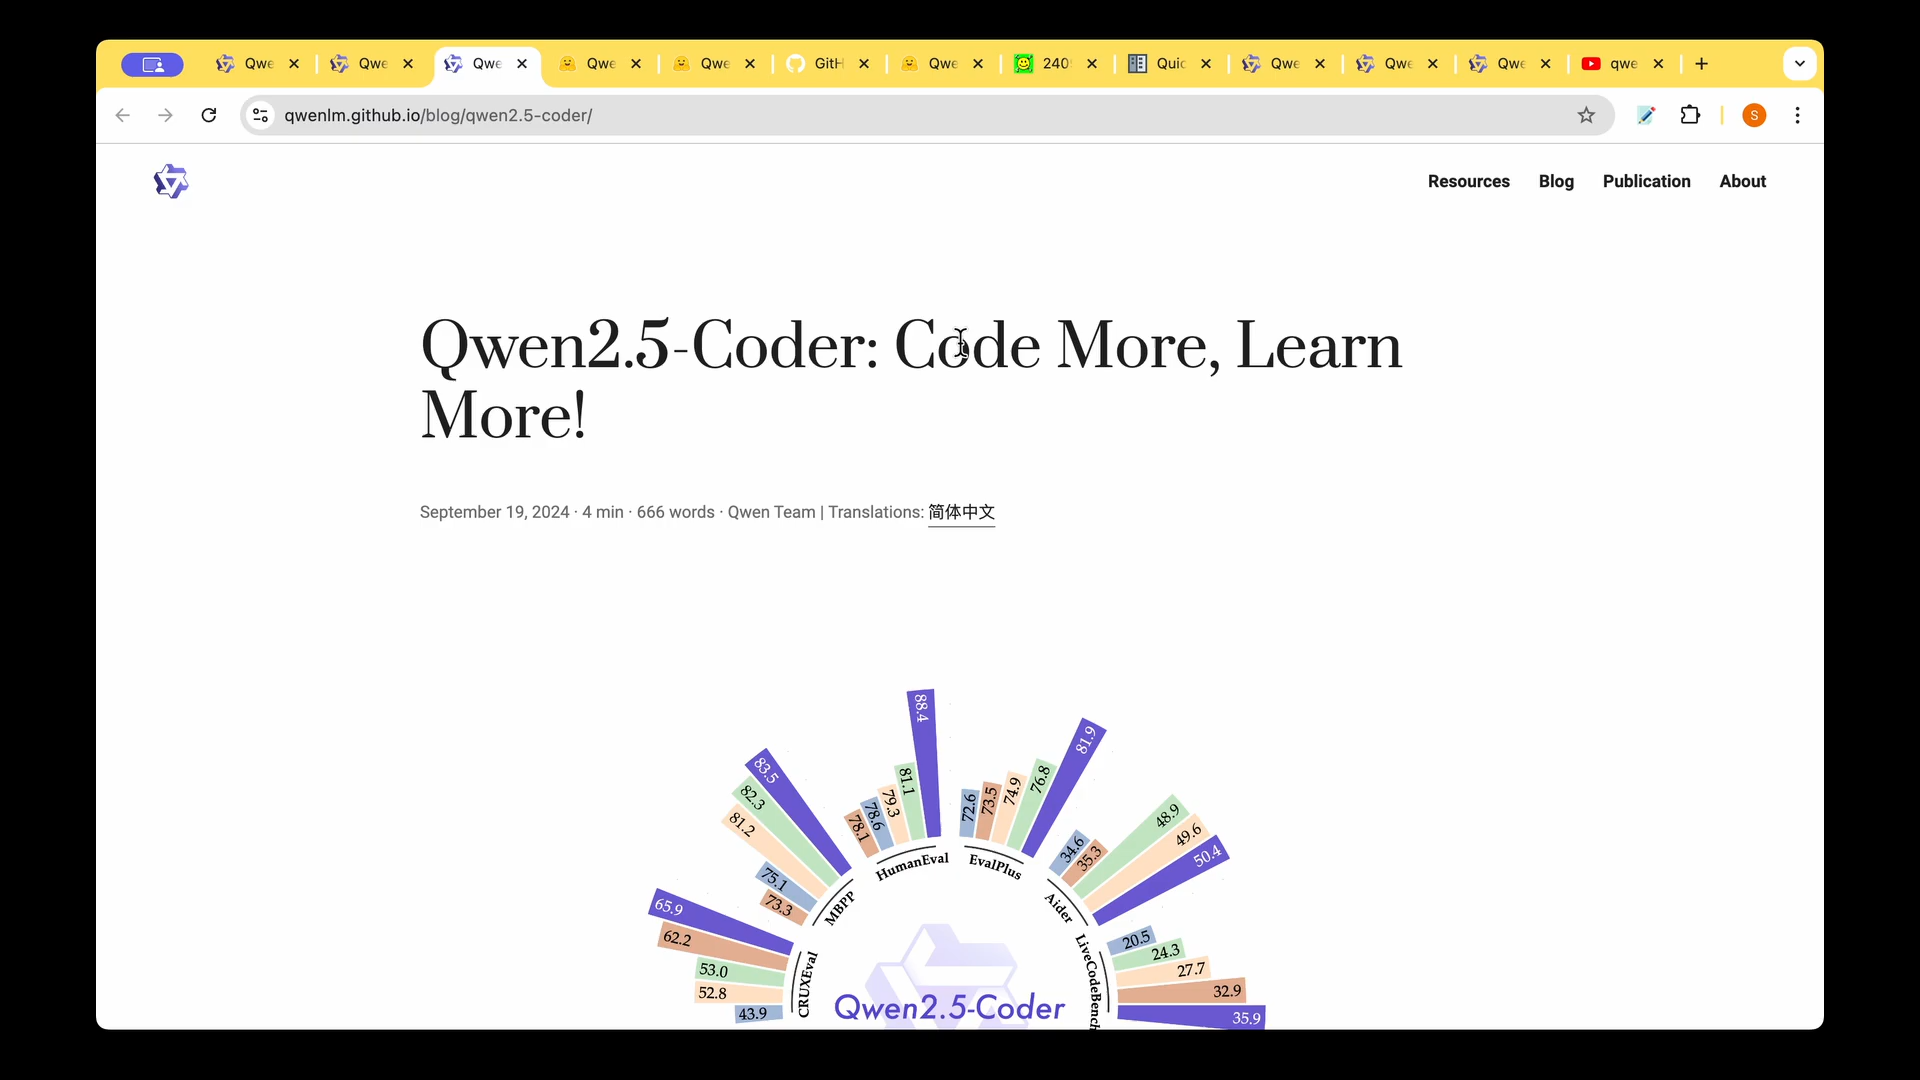 Qwe
Qwe
Qwe
Qwe
Qwe
GitH
Qwe
240
Quic
Qwe
Qwe
Qwe
qwe
qwenlm.github.io/blog/qwen2.5-coder/
S
Resources Blog Publication About
Qwen2.5-Coder: Code More, Learn
More!
September 19, 2024 · 4 min · 666 words · Qwen Team | Translations: 简体中文
65.9
62.2
53.0
52.8
43.9
CRUXEval
83.5
82.3
81.2
75.1
73.3
MBPP
78.1
78.6
79.3
81.1
88.4
HumanEval
72.6
73.5
74.9
76.8
81.9
EvalPlus
34.6
35.3
48.9
49.6
50.4
Aider
20.5
24.3
27.7
32.9
35.9
LiveCodeBench
Qwen2.5-Coder